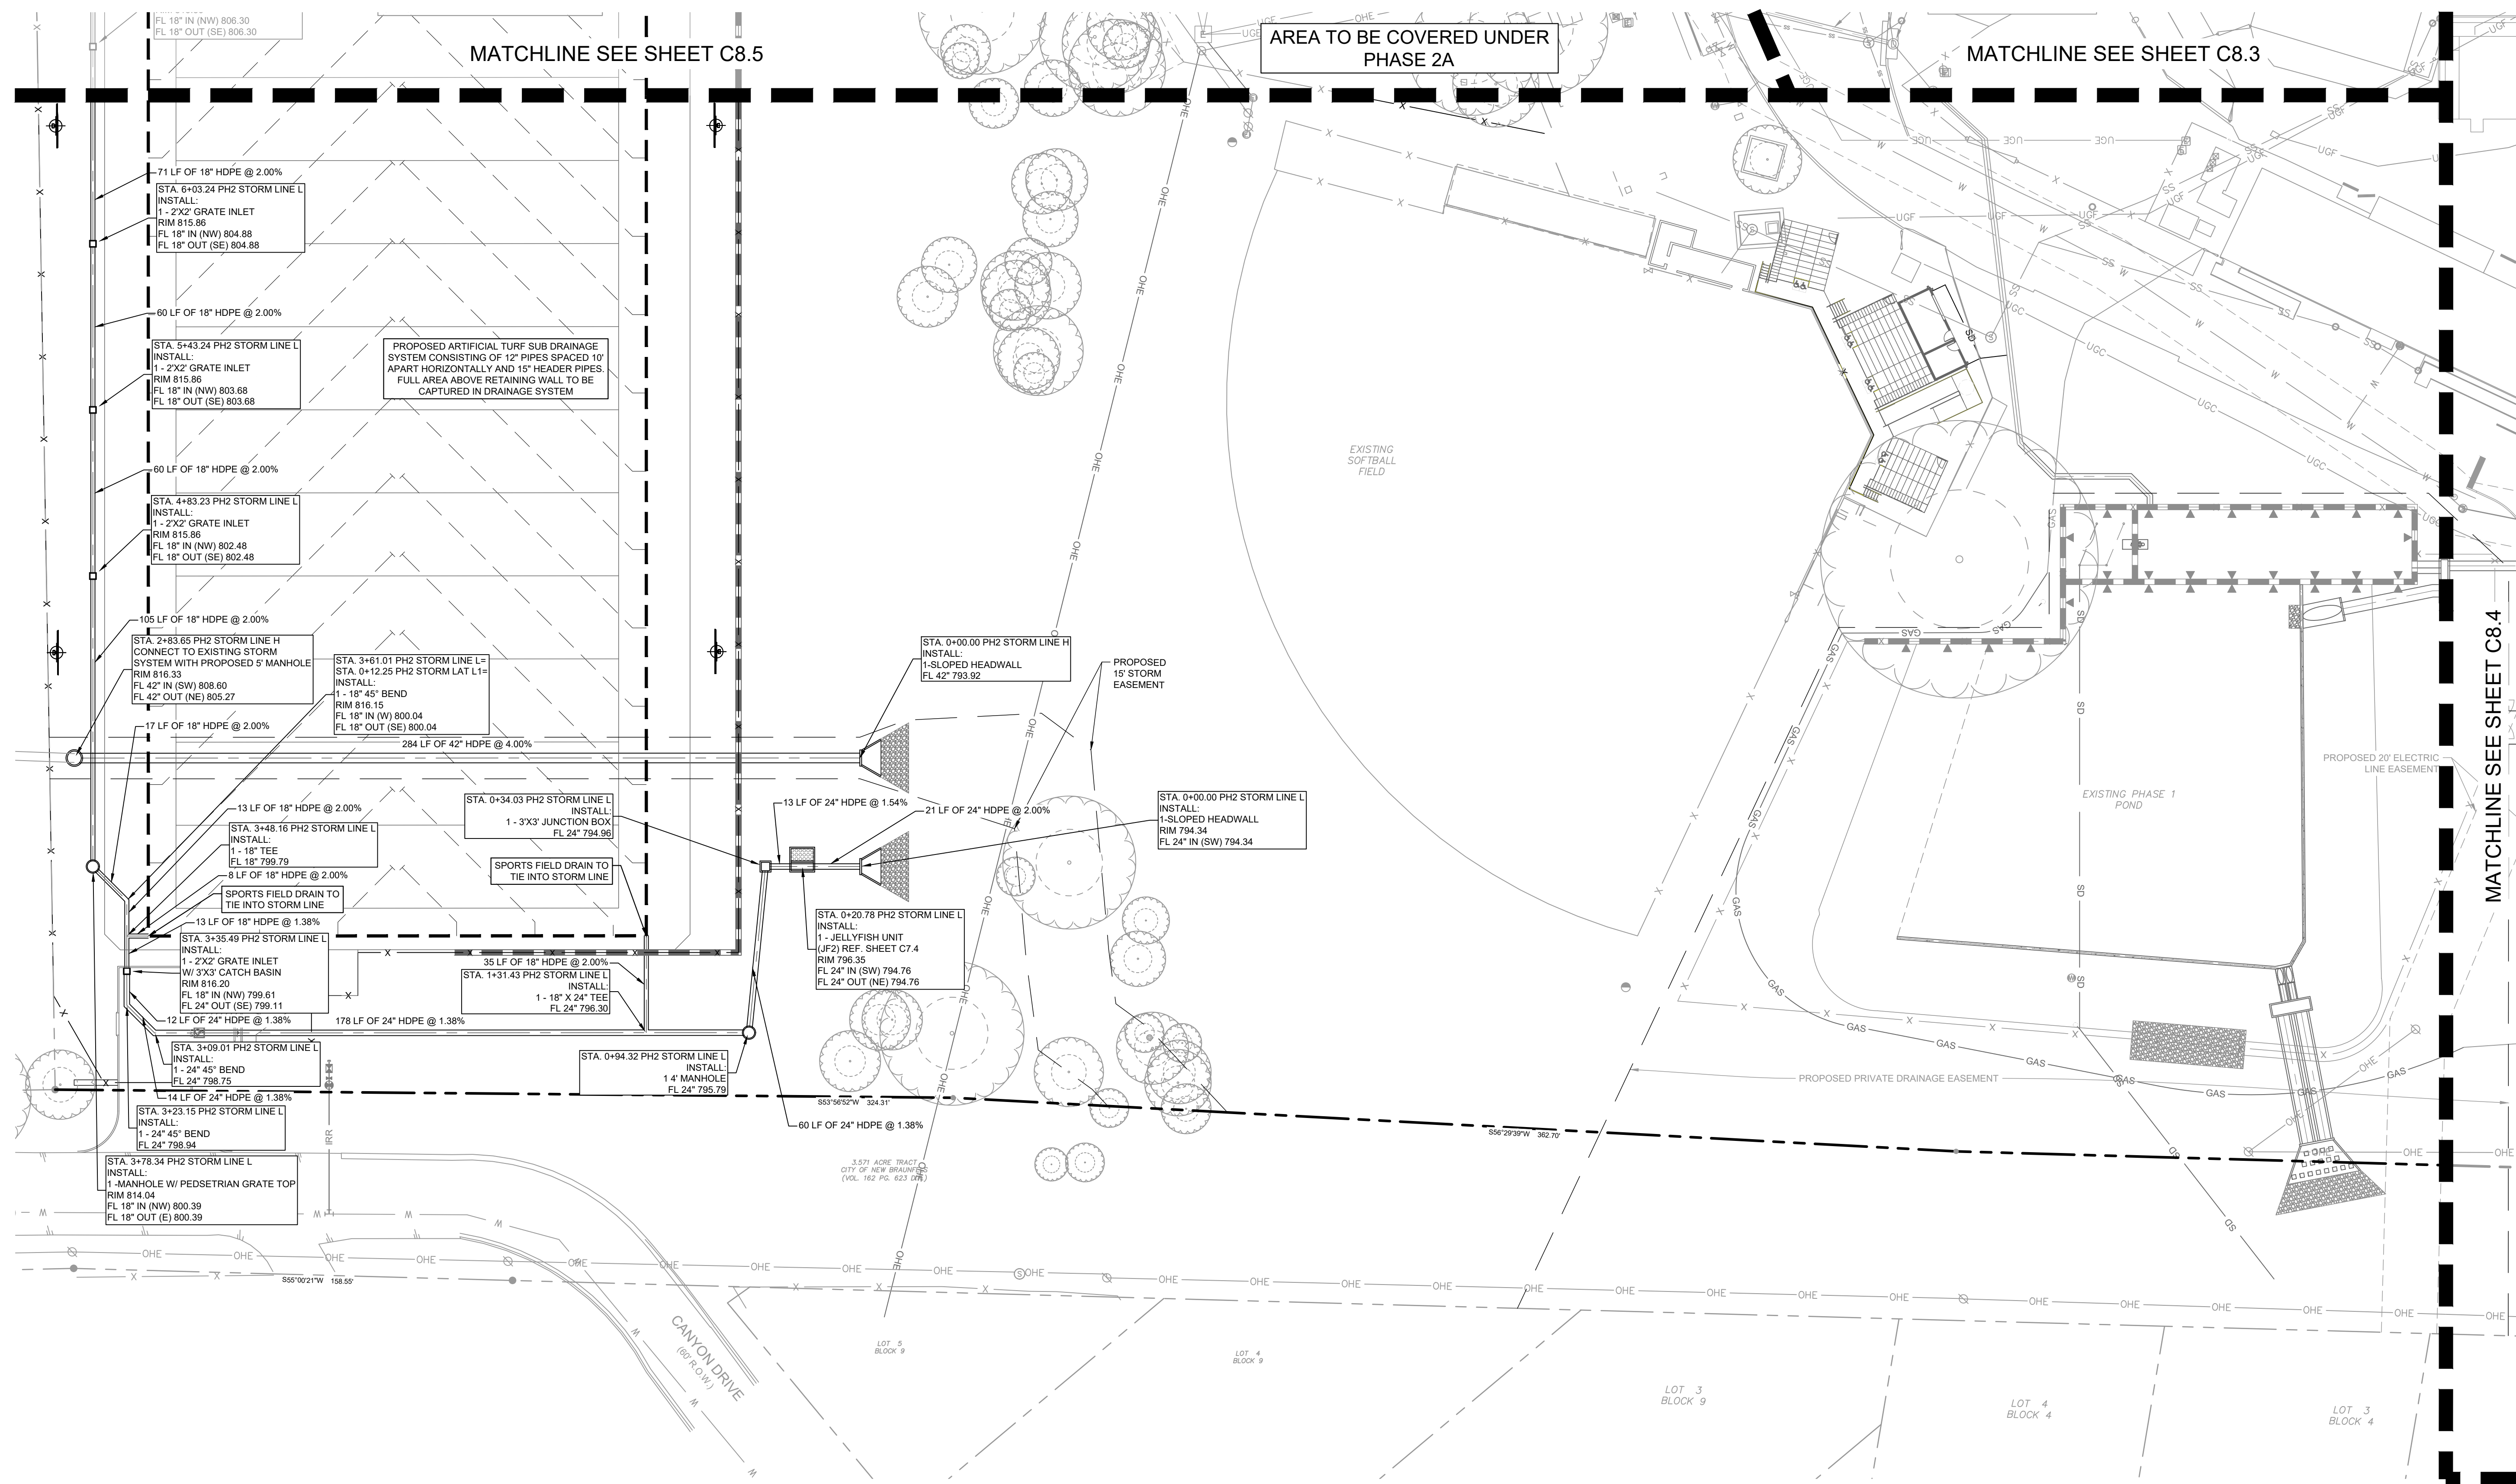 FL 18" IN (NW) 806.30
FL 18" OUT (SE) 806.30
MATCHLINE SEE SHEET C8.5
AREA TO BE COVERED UNDER
PHASE 2A
MATCHLINE SEE SHEET C8.3
71 LF OF 18" HDPE @ 2.00%
STA. 6+03.24 PH2 STORM LINE L
INSTALL:
1 - 2'X2' GRATE INLET
RIM 815.86
FL 18" IN (NW) 804.88
FL 18" OUT (SE) 804.88
60 LF OF 18" HDPE @ 2.00%
STA. 5+43.24 PH2 STORM LINE L
INSTALL:
1 - 2'X2' GRATE INLET
RIM 815.86
FL 18" IN (NW) 803.68
FL 18" OUT (SE) 803.68
PROPOSED ARTIFICIAL TURF SUB DRAINAGE
SYSTEM CONSISTING OF 12" PIPES SPACED 10'
APART HORIZONTALLY AND 15" HEADER PIPES.
FULL AREA ABOVE RETAINING WALL TO BE
CAPTURED IN DRAINAGE SYSTEM
60 LF OF 18" HDPE @ 2.00%
STA. 4+83.23 PH2 STORM LINE L
INSTALL:
1 - 2'X2' GRATE INLET
RIM 815.86
FL 18" IN (NW) 802.48
FL 18" OUT (SE) 802.48
EXISTING
SOFTBALL
FIELD
105 LF OF 18" HDPE @ 2.00%
STA. 2+83.65 PH2 STORM LINE H
CONNECT TO EXISTING STORM
SYSTEM WITH PROPOSED 5' MANHOLE
RIM 816.33
FL 42" IN (SW) 808.60
FL 42" OUT (NE) 805.27
STA. 3+61.01 PH2 STORM LINE L=
STA. 0+12.25 PH2 STORM LAT L1=
INSTALL:
1 - 18" 45° BEND
RIM 816.15
FL 18" IN (W) 800.04
FL 18" OUT (SE) 800.04
STA. 0+00.00 PH2 STORM LINE H
INSTALL:
1-SLOPED HEADWALL
FL 42" 793.92
PROPOSED
15' STORM
EASEMENT
17 LF OF 18" HDPE @ 2.00%
284 LF OF 42" HDPE @ 4.00%
MATCHLINE SEE SHEET C8.4
PROPOSED 20' ELECTRIC
LINE EASEMENT
EXISTING PHASE 1
POND
13 LF OF 18" HDPE @ 2.00%
STA. 3+48.16 PH2 STORM LINE L
INSTALL:
1 - 18" TEE
FL 18" 799.79
8 LF OF 18" HDPE @ 2.00%
SPORTS FIELD DRAIN TO
TIE INTO STORM LINE
13 LF OF 18" HDPE @ 1.38%
STA. 0+34.03 PH2 STORM LINE L
INSTALL:
1 - 3'X3' JUNCTION BOX
FL 24" 794.96
SPORTS FIELD DRAIN TO
TIE INTO STORM LINE
13 LF OF 24" HDPE @ 1.54%
21 LF OF 24" HDPE @ 2.00%
STA. 0+00.00 PH2 STORM LINE L
INSTALL:
1-SLOPED HEADWALL
RIM 794.34
FL 24" IN (SW) 794.34
STA. 0+20.78 PH2 STORM LINE L
INSTALL:
1 - JELLYFISH UNIT
(JF2) REF. SHEET C7.4
RIM 796.35
FL 24" IN (SW) 794.76
FL 24" OUT (NE) 794.76
STA. 3+35.49 PH2 STORM LINE L
INSTALL:
1 - 2'X2' GRATE INLET
W/ 3'X3' CATCH BASIN
RIM 816.20
FL 18" IN (NW) 799.61
FL 24" OUT (SE) 799.11
35 LF OF 18" HDPE @ 2.00%
STA. 1+31.43 PH2 STORM LINE L
INSTALL:
1 - 18" X 24" TEE
FL 24" 796.30
12 LF OF 24" HDPE @ 1.38%
178 LF OF 24" HDPE @ 1.38%
STA. 3+09.01 PH2 STORM LINE L
INSTALL:
1 - 24" 45° BEND
FL 24" 798.75
14 LF OF 24" HDPE @ 1.38%
STA. 3+23.15 PH2 STORM LINE L
INSTALL:
1 - 24" 45° BEND
FL 24" 798.94
STA. 0+94.32 PH2 STORM LINE L
INSTALL:
1 4' MANHOLE
FL 24" 795.79
60 LF OF 24" HDPE @ 1.38%
STA. 3+78.34 PH2 STORM LINE L
INSTALL:
1 -MANHOLE W/ PEDSETRIAN GRATE TOP
RIM 814.04
FL 18" IN (NW) 800.39
FL 18" OUT (E) 800.39
S53°56'52"W 324.31'
PROPOSED PRIVATE DRAINAGE EASEMENT
S56°29'39"W 362.70'
3.571 ACRE TRACT
CITY OF NEW BRAUNFELS
(VOL. 162 PG. 623
S55°00'21"W 158.55'
CANYON DRIVE
(60' R.O.W.)
LOT 5
BLOCK 9
LOT 4
BLOCK 9
LOT 3
BLOCK 9
LOT 4
BLOCK 4
LOT 3
BLOCK 4